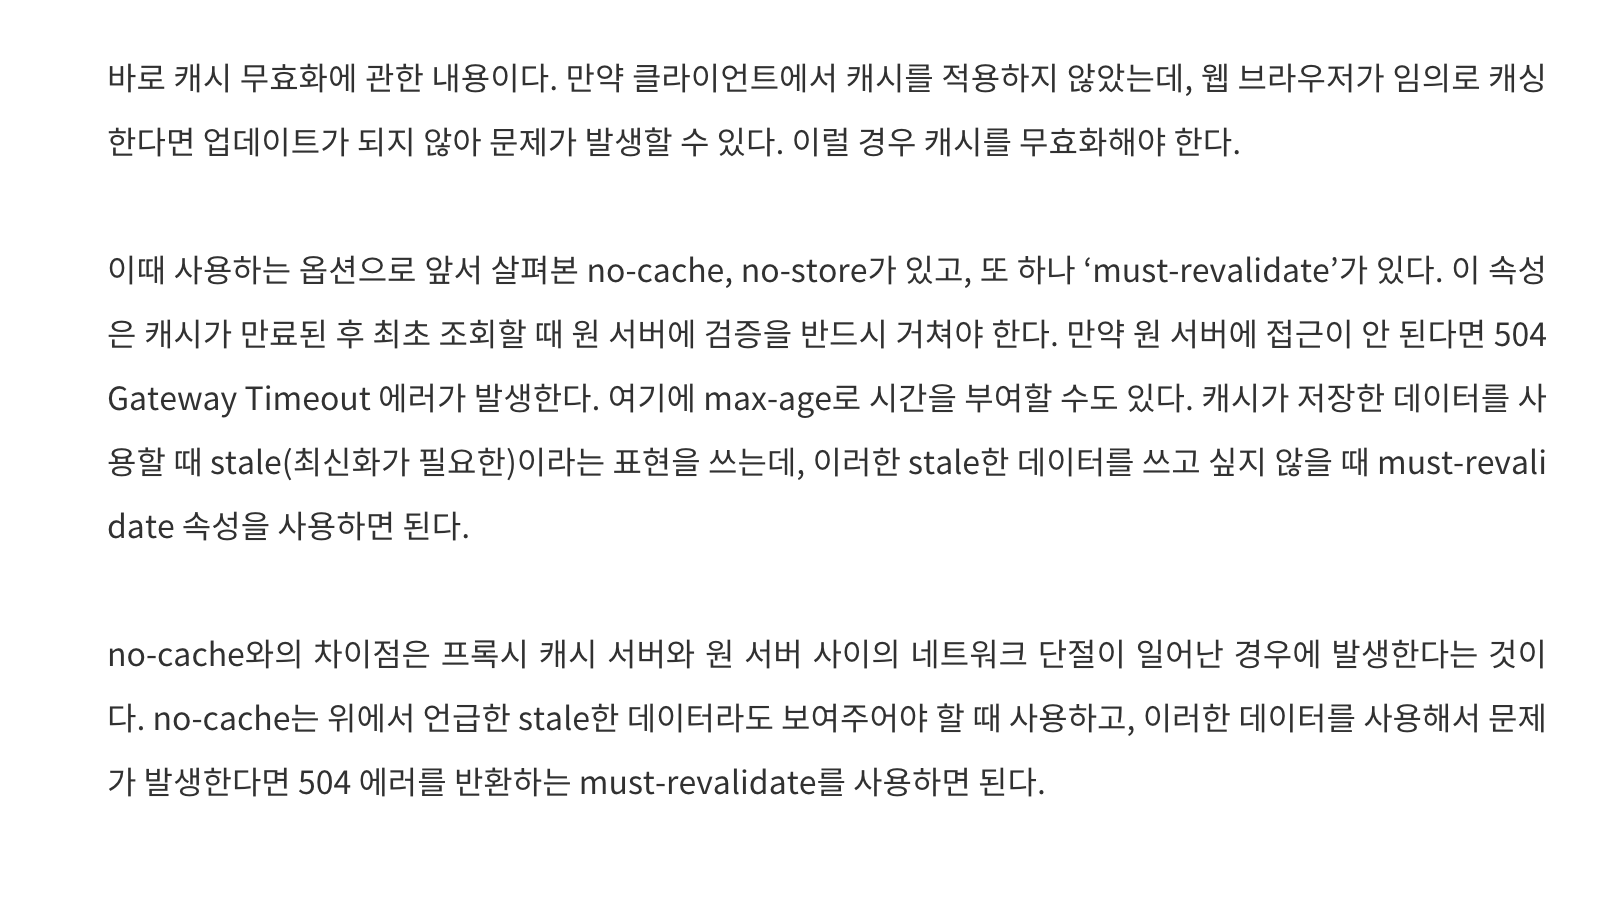 바로 캐시 무효화에 관한 내용이다. 만약 클라이언트에서 캐시를 적용하지 않았는데, 웹 브라우저가 임의로 캐싱
한다면 업데이트가 되지 않아 문제가 발생할 수 있다. 이럴 경우 캐시를 무효화해야 한다.
이때 사용하는 옵션으로 앞서 살펴본 no-cache, no-store가 있고, 또 하나 ‘must-revalidate’가 있다. 이 속성
은 캐시가 만료된 후 최초 조회할 때 원 서버에 검증을 반드시 거쳐야 한다. 만약 원 서버에 접근이 안 된다면 504
Gateway Timeout 에러가 발생한다. 여기에 max-age로 시간을 부여할 수도 있다. 캐시가 저장한 데이터를 사
용할 때 stale(최신화가 필요한)이라는 표현을 쓰는데, 이러한 stale한 데이터를 쓰고 싶지 않을 때 must-revali
date 속성을 사용하면 된다.
no-cache와의 차이점은 프록시 캐시 서버와 원 서버 사이의 네트워크 단절이 일어난 경우에 발생한다는 것이
다. no-cache는 위에서 언급한 stale한 데이터라도 보여주어야 할 때 사용하고, 이러한 데이터를 사용해서 문제
가 발생한다면 504 에러를 반환하는 must-revalidate를 사용하면 된다.